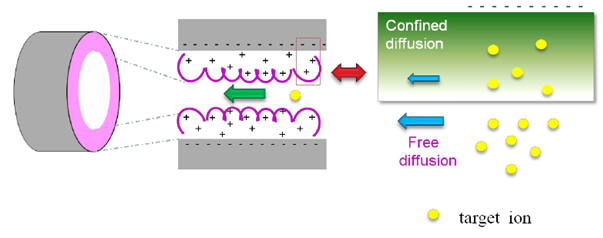 Confined
diffusion
Free
diffusion
target ion